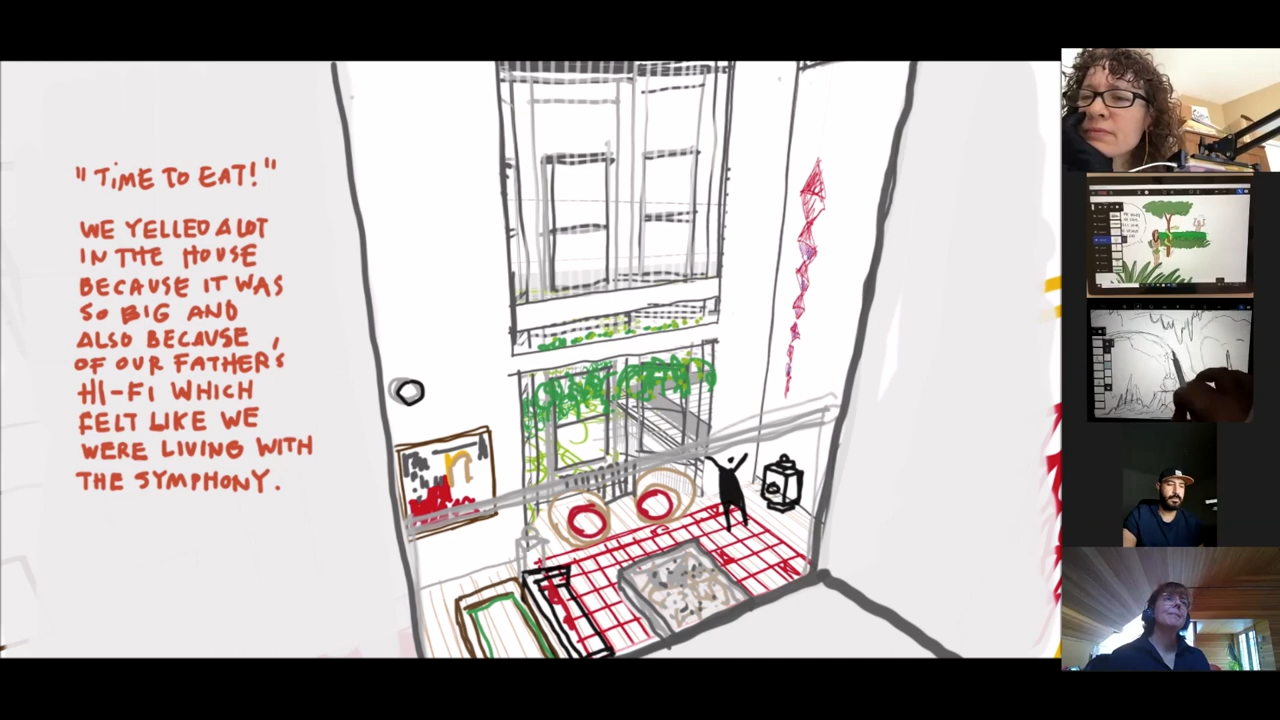 "TiME TO EAT!"
WE YELLED A LOT
IN THE HOUSE
BECAUSE IT WAS
SO BIG AND
ALSO BECAUSE
OF OUR FATHER'S
HI-FI WHICH
FELT LIKE WE
WERE LIVING WITH
THE SYMPHONY.